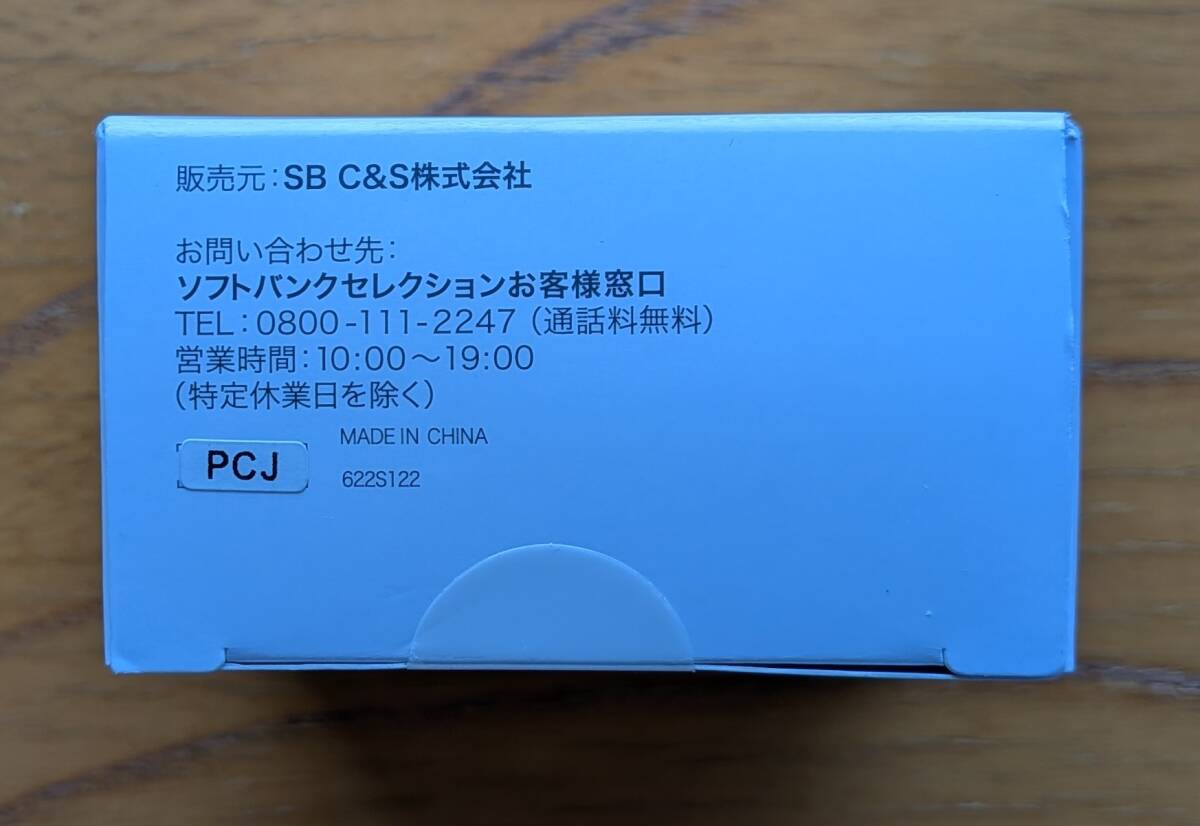 販売元:SB C&S株式会社
お問い合わせ先:
ソフトバンクセレクションお客様窓口
TEL:0800-111-2247(通話料無料)
営業時間:10:00〜19:00
(特定休業日を除く)
MADE IN CHINA
PCJ
622S122